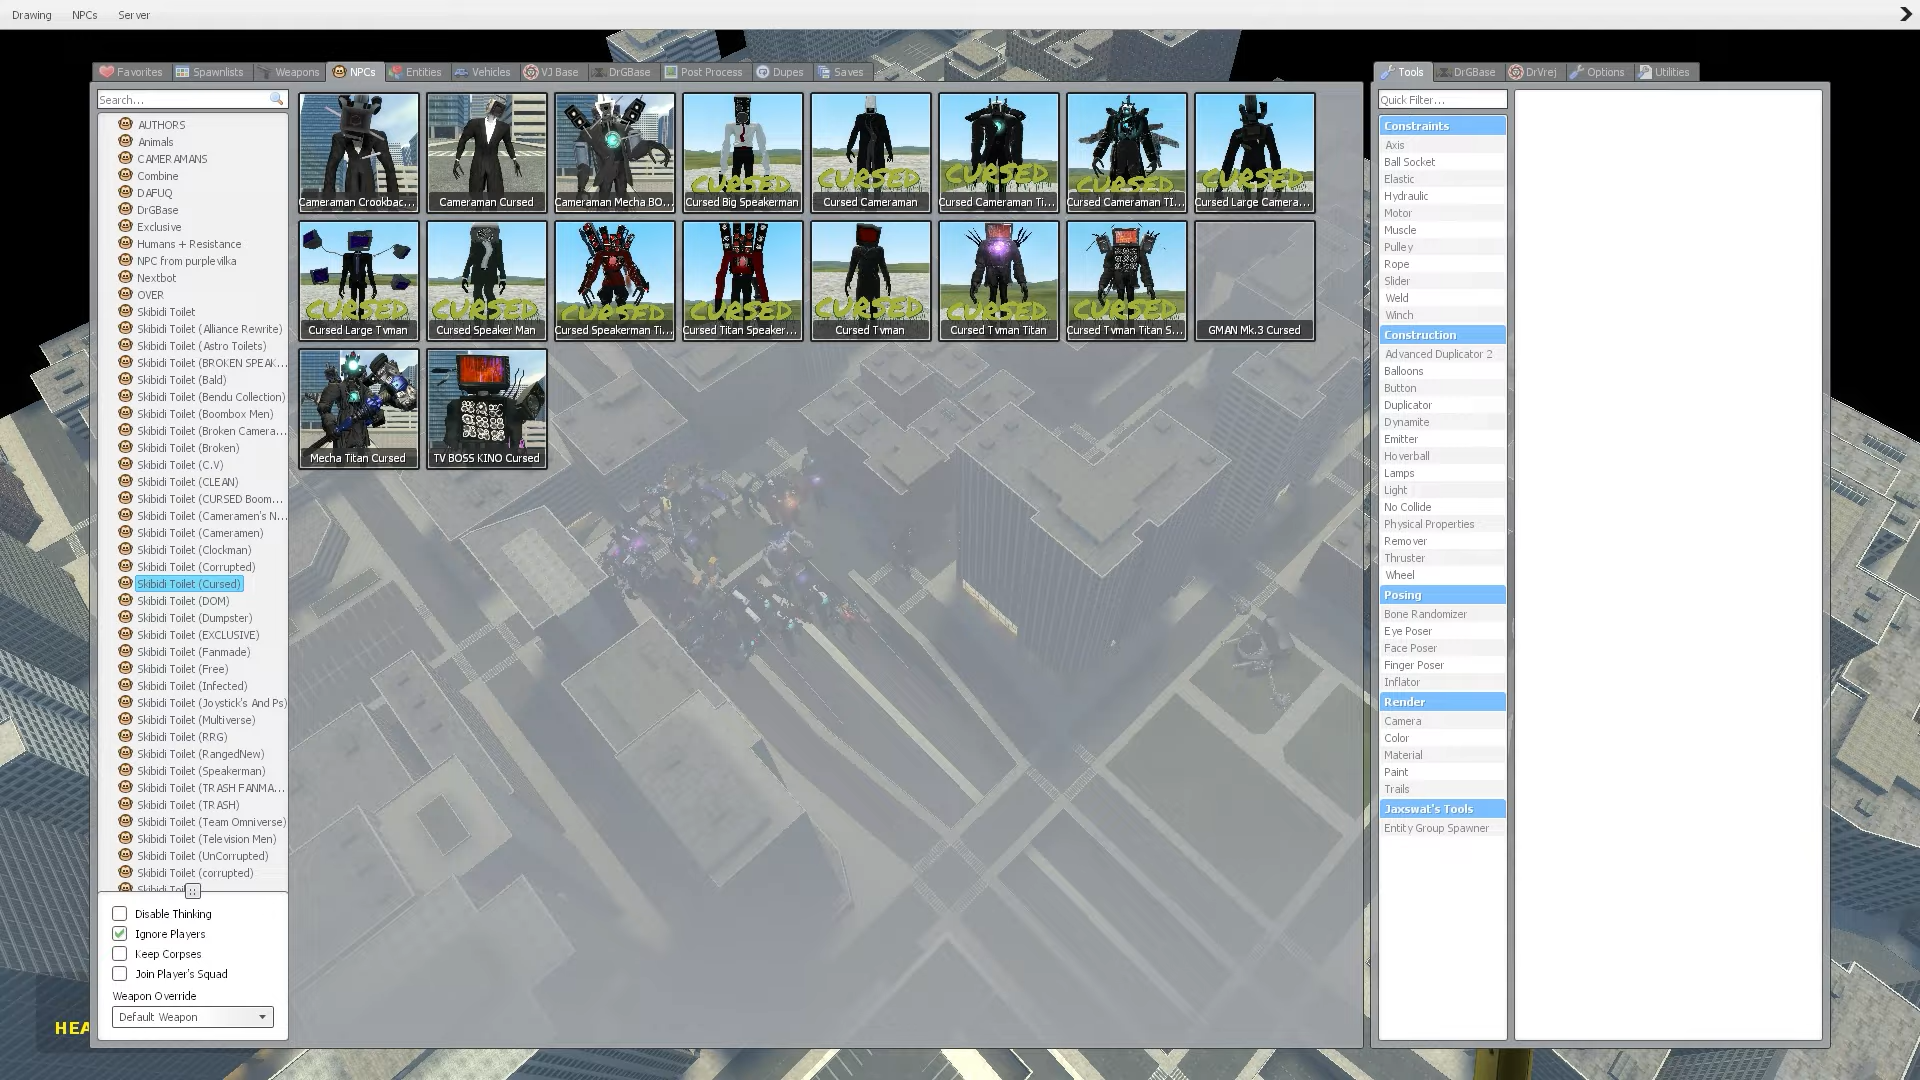 Drawing NPCs Server
Favorites Spawnlists Weapons NPCs Entities Vehicles VJ Base DrGBase Post Process Dupes Saves
Tools DrGBase DrVrej Options Utilities
Search...
AUTHORS
Animals
CAMERAMANS
Combine
DAFUQ
DrGBase
Exclusive
Humans + Resistance
NPC from purplevilka
Nextbot
OVER
Skibidi Toilet
Skibidi Toilet (Alliance Rewrite)
Skibidi Toilet (Astro Toilets)
Skibidi Toilet (BROKEN SPEAK...
Skibidi Toilet (Bald)
Skibidi Toilet (Bendu Collection)
Skibidi Toilet (Boombox Men)
Skibidi Toilet (Broken Camera...
Skibidi Toilet (Broken)
Skibidi Toilet (C.V)
Skibidi Toilet (CLEAN)
Skibidi Toilet (CURSED Boom...
Skibidi Toilet (Cameramen's N...
Skibidi Toilet (Cameramen)
Skibidi Toilet (Clockman)
Skibidi Toilet (Corrupted)
Skibidi Toilet (Cursed)
Skibidi Toilet (DOM)
Skibidi Toilet (Dumpster)
Skibidi Toilet (EXCLUSIVE)
Skibidi Toilet (Fanmade)
Skibidi Toilet (Free)
Skibidi Toilet (Infected)
Skibidi Toilet (Joystick's And Ps)
Skibidi Toilet (Multiverse)
Skibidi Toilet (RRG)
Skibidi Toilet (RangedNew)
Skibidi Toilet (Speakerman)
Skibidi Toilet (TRASH FANMA...
Skibidi Toilet (TRASH)
Skibidi Toilet (Team Omniverse)
Skibidi Toilet (Television Men)
Skibidi Toilet (UnCorrupted)
Skibidi Toilet (corrupted)
Disable Thinking
Ignore Players
Keep Corpses
Join Player's Squad
Weapon Override
Default Weapon
HEA
CURSED CURSED CURSED CURSED CURSED
Cameraman Crookbac... Cameraman Cursed Cameraman Mecha BO... Cursed Big Speakerman Cursed Cameraman Cursed Cameraman Ti... Cursed Cameraman TI... Cursed Large Camera...
CURSED CURSED CURSED CURSED CURSED CURSED CURSED
Cursed Large Tvman Cursed Speaker Man Cursed Speakerman Ti... Cursed Titan Speaker... Cursed Tvman Cursed Tvman Titan Cursed Tvman Titan S... GMAN Mk.3 Cursed
Mecha Titan Cursed TV BOSS KINO Cursed
Quick Filter...
Constraints
Axis
Ball Socket
Elastic
Hydraulic
Motor
Muscle
Pulley
Rope
Slider
Weld
Winch
Construction
Advanced Duplicator 2
Balloons
Button
Duplicator
Dynamite
Emitter
Hoverball
Lamps
Light
No Collide
Physical Properties
Remover
Thruster
Wheel
Posing
Bone Randomizer
Eye Poser
Face Poser
Finger Poser
Inflator
Render
Camera
Color
Material
Paint
Trails
Jaxswat's Tools
Entity Group Spawner